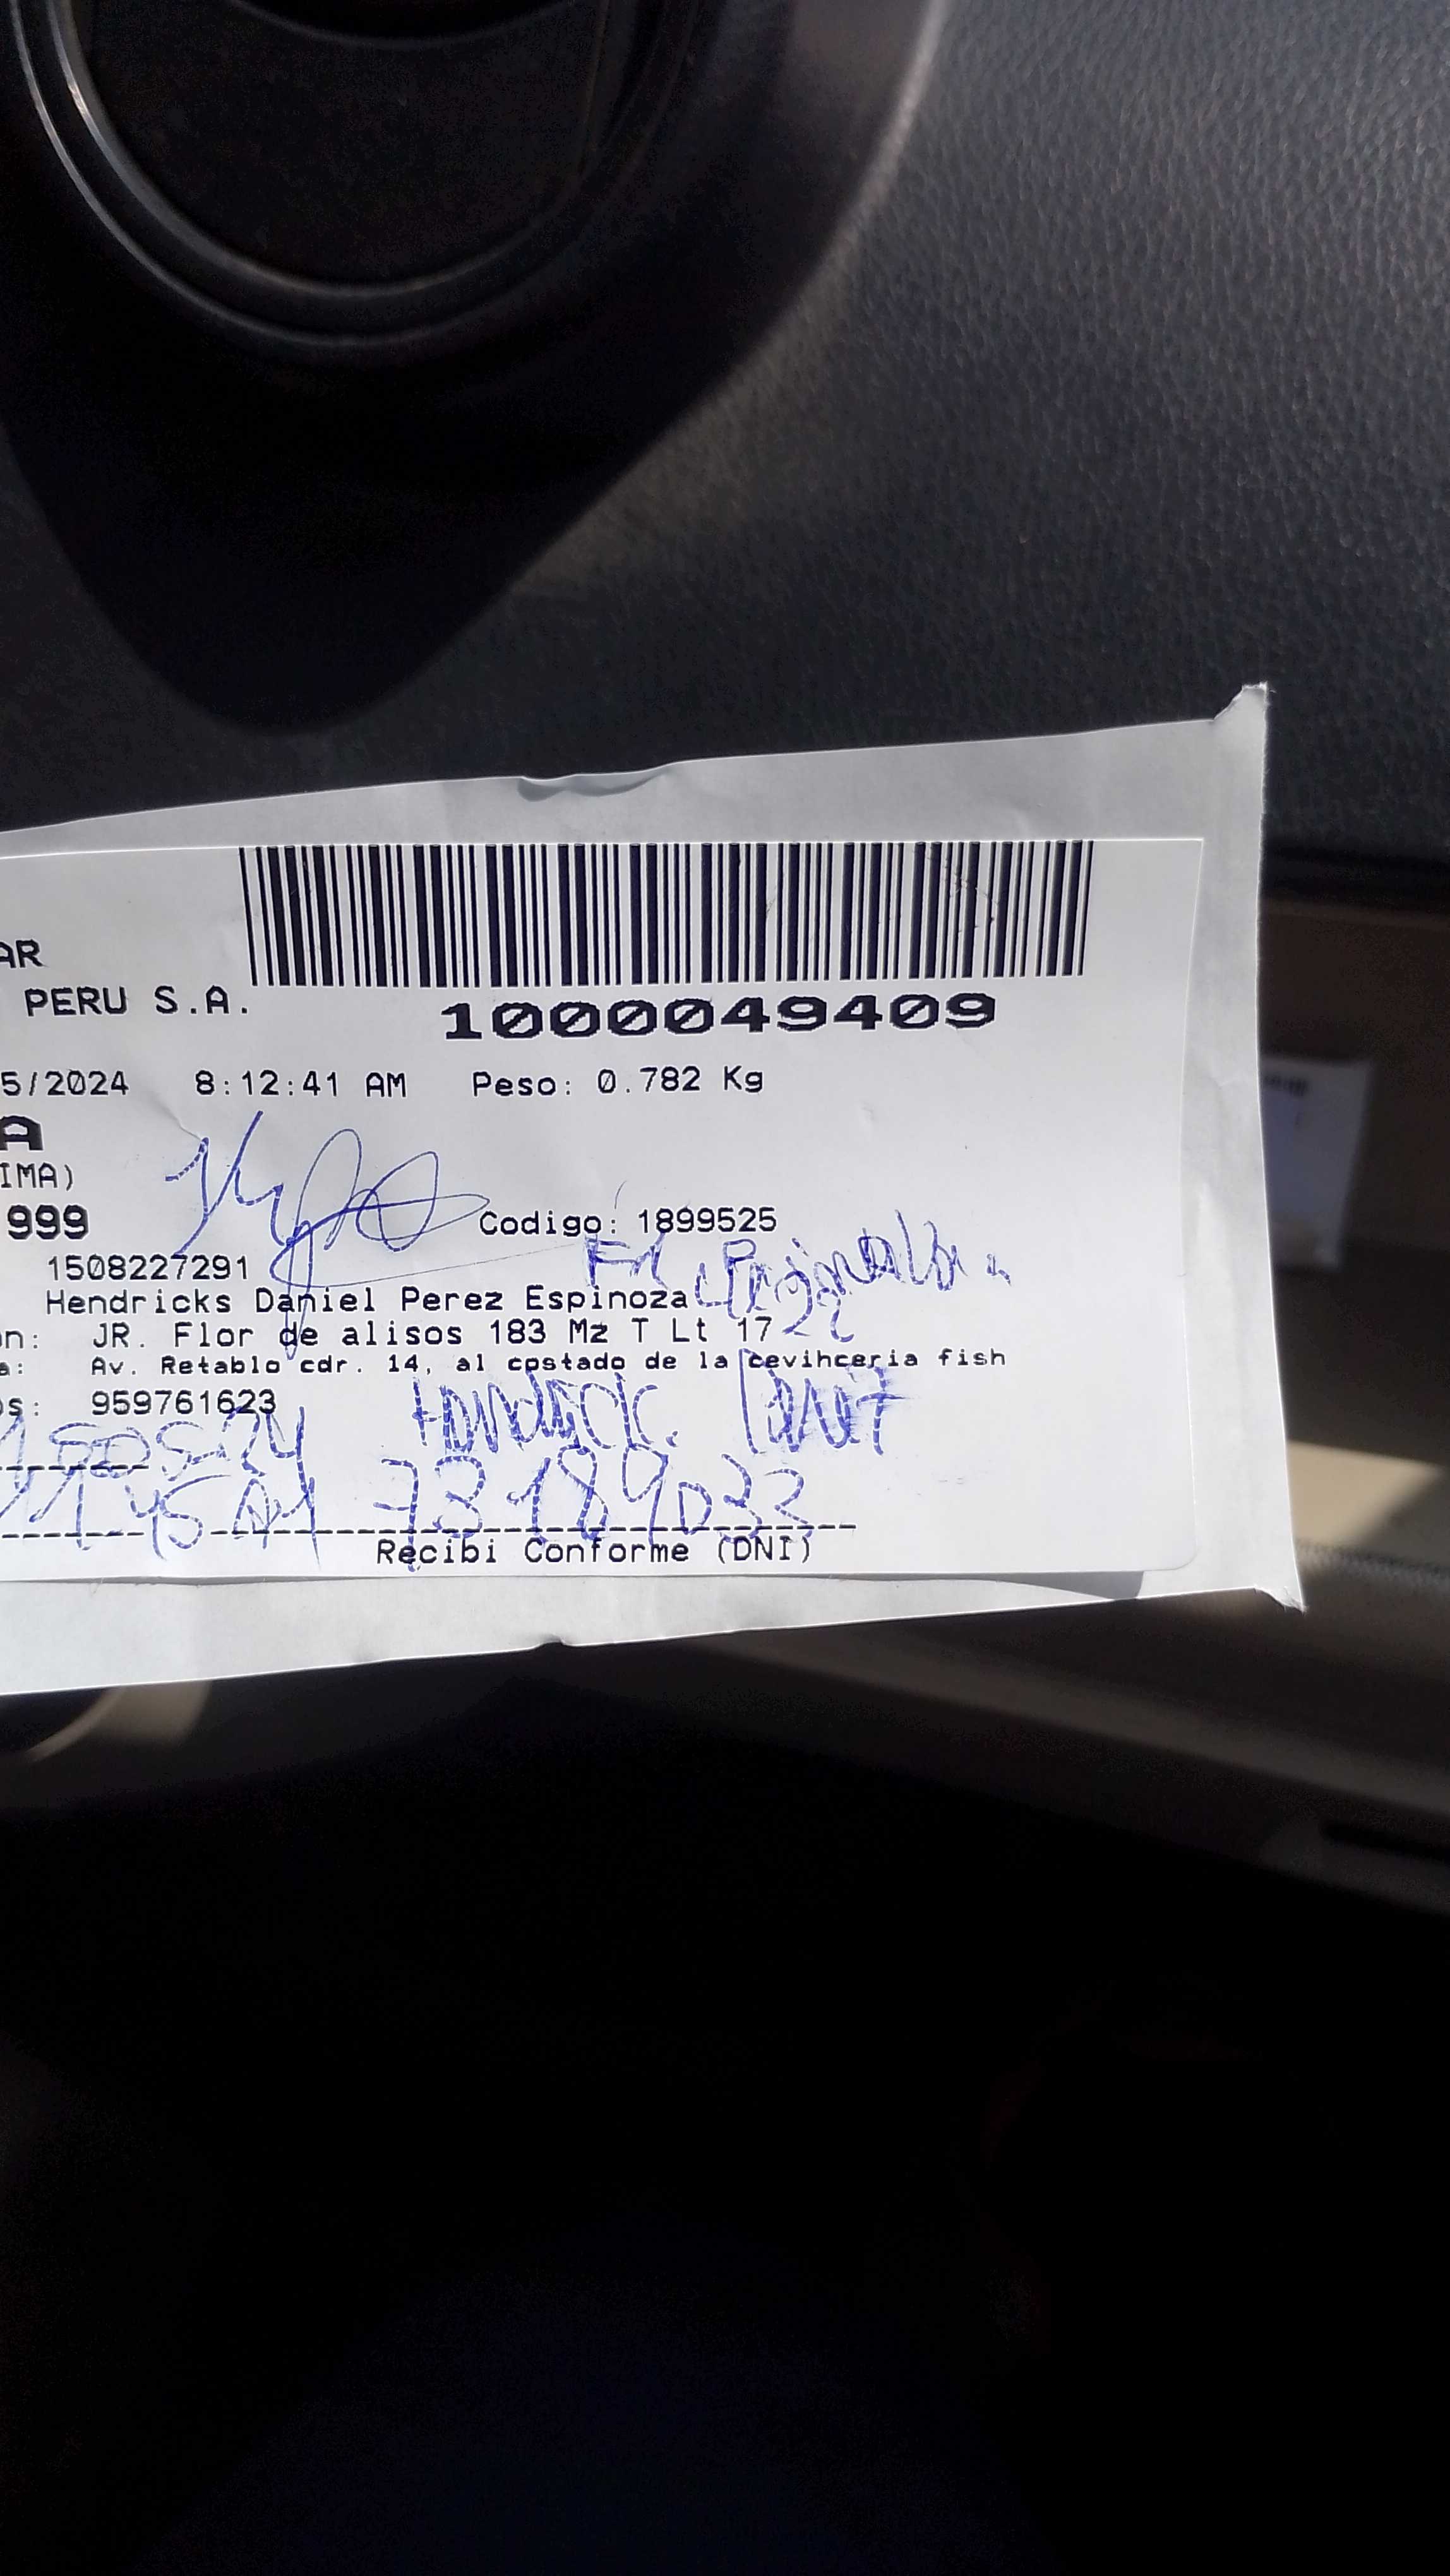 AR
PERU S.A.
1000049409
5/2024 8:12:41 AM Peso: 0.782 Kg
A
IMA)
999
Codigo: 1899525
1508227291
Hendricks Daniel Perez Espinoza
n: JR. Flor de alisos 183 Mz T Lt 17
a: Av. Retablo cdr. 14, al costado de la cevihceria fish
os: 959761623
73189033
Recibi Conforme (DNI)